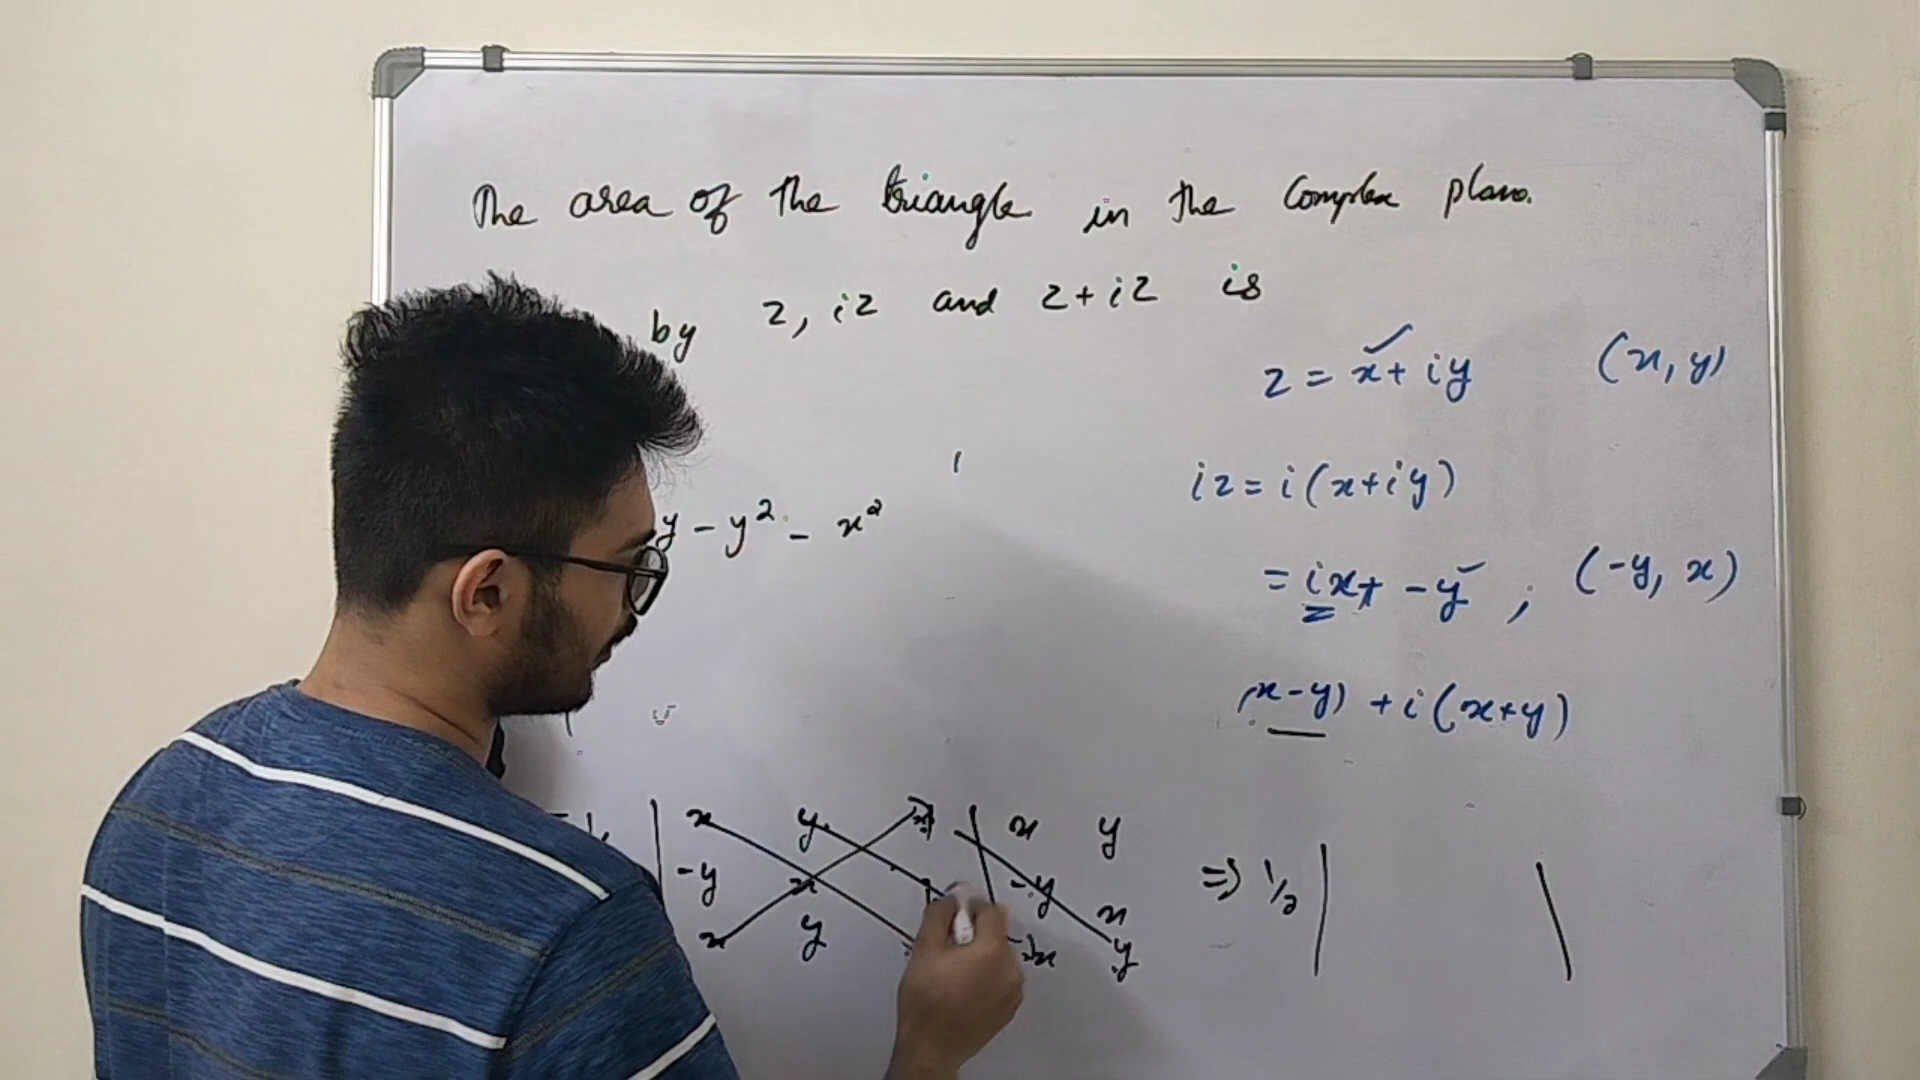 The area of the triangle in the Complex plane.
by z, iz and z + iz is
z = x + iy (x, y)
iz = i(x+iy)
y - y² - x²
= ix + -y ; (-y, x)
(x-y) + i(x+y)
x y x y
-y x -y x
x y x y
=> 1/2 | |